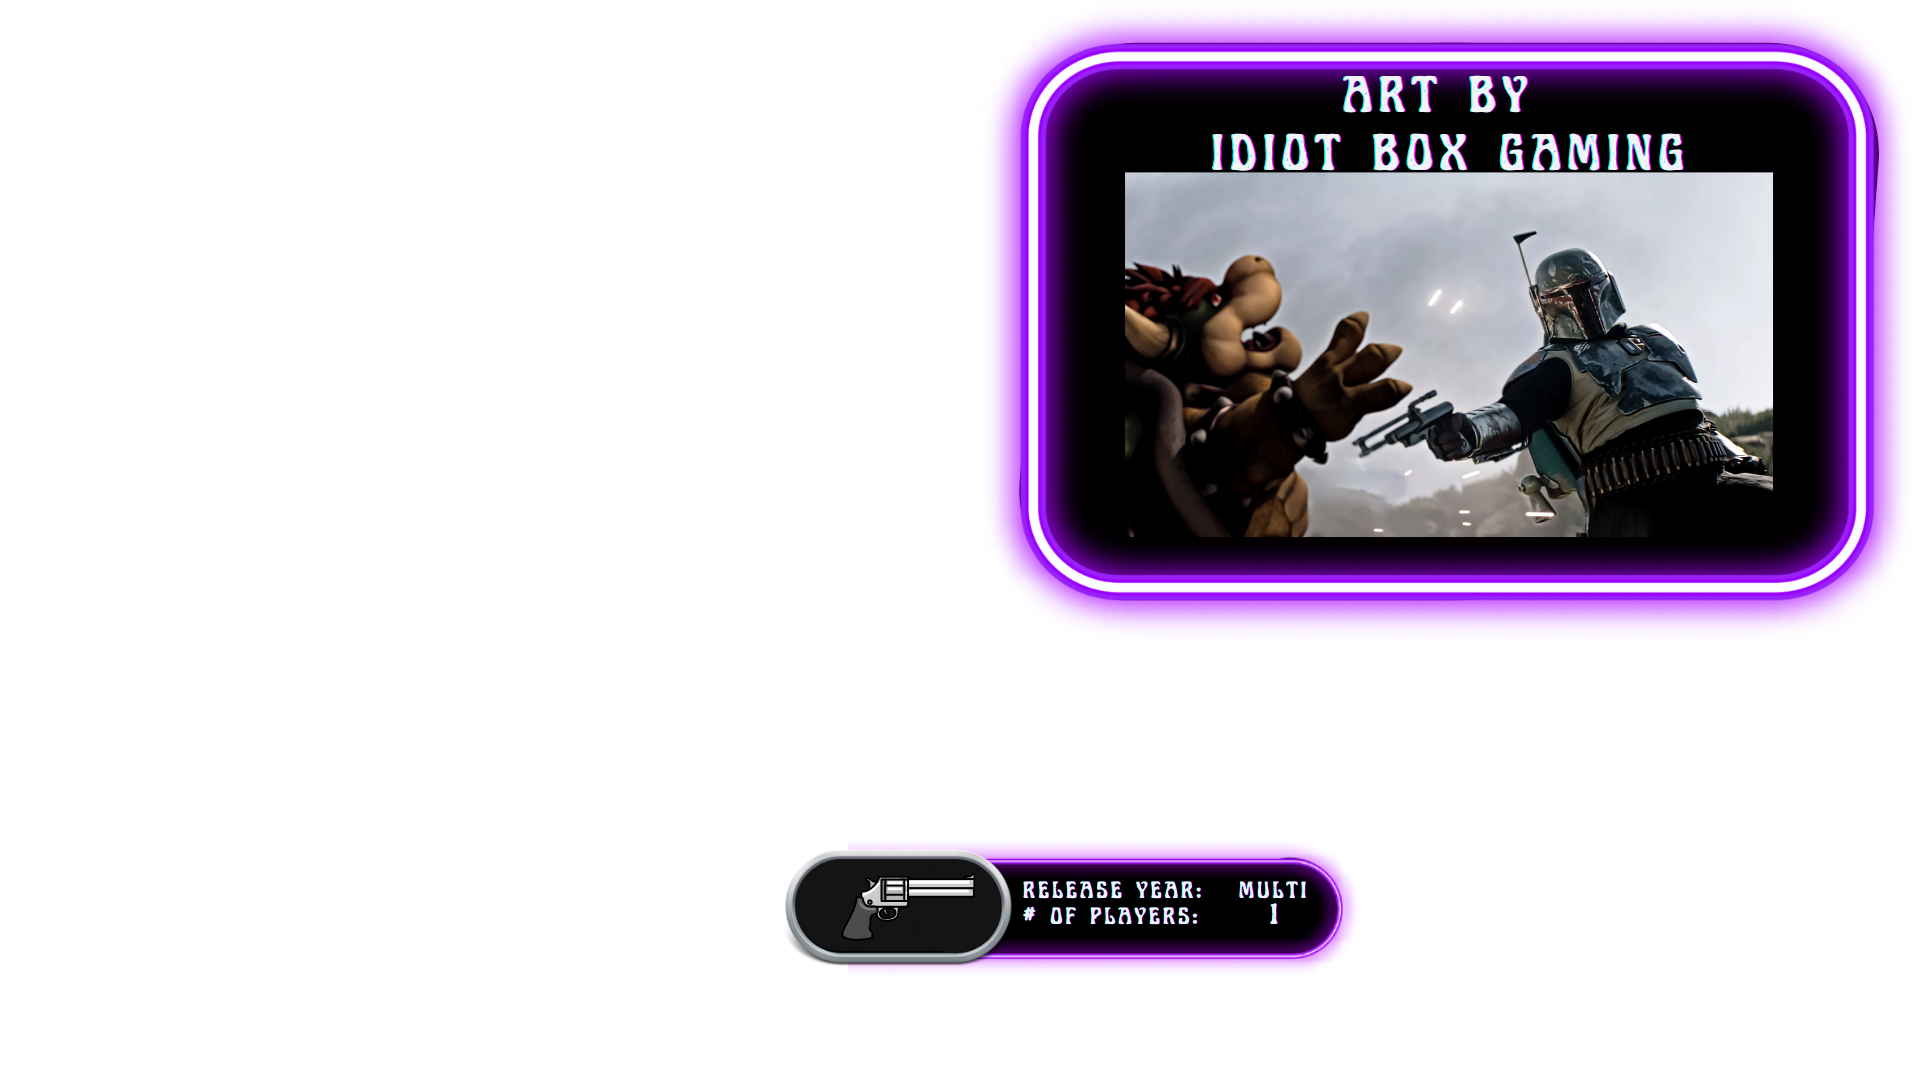 ART BY
IDIOT BOX GAMING
RELEASE YEAR: MULTI
# OF PLAYERS: 1